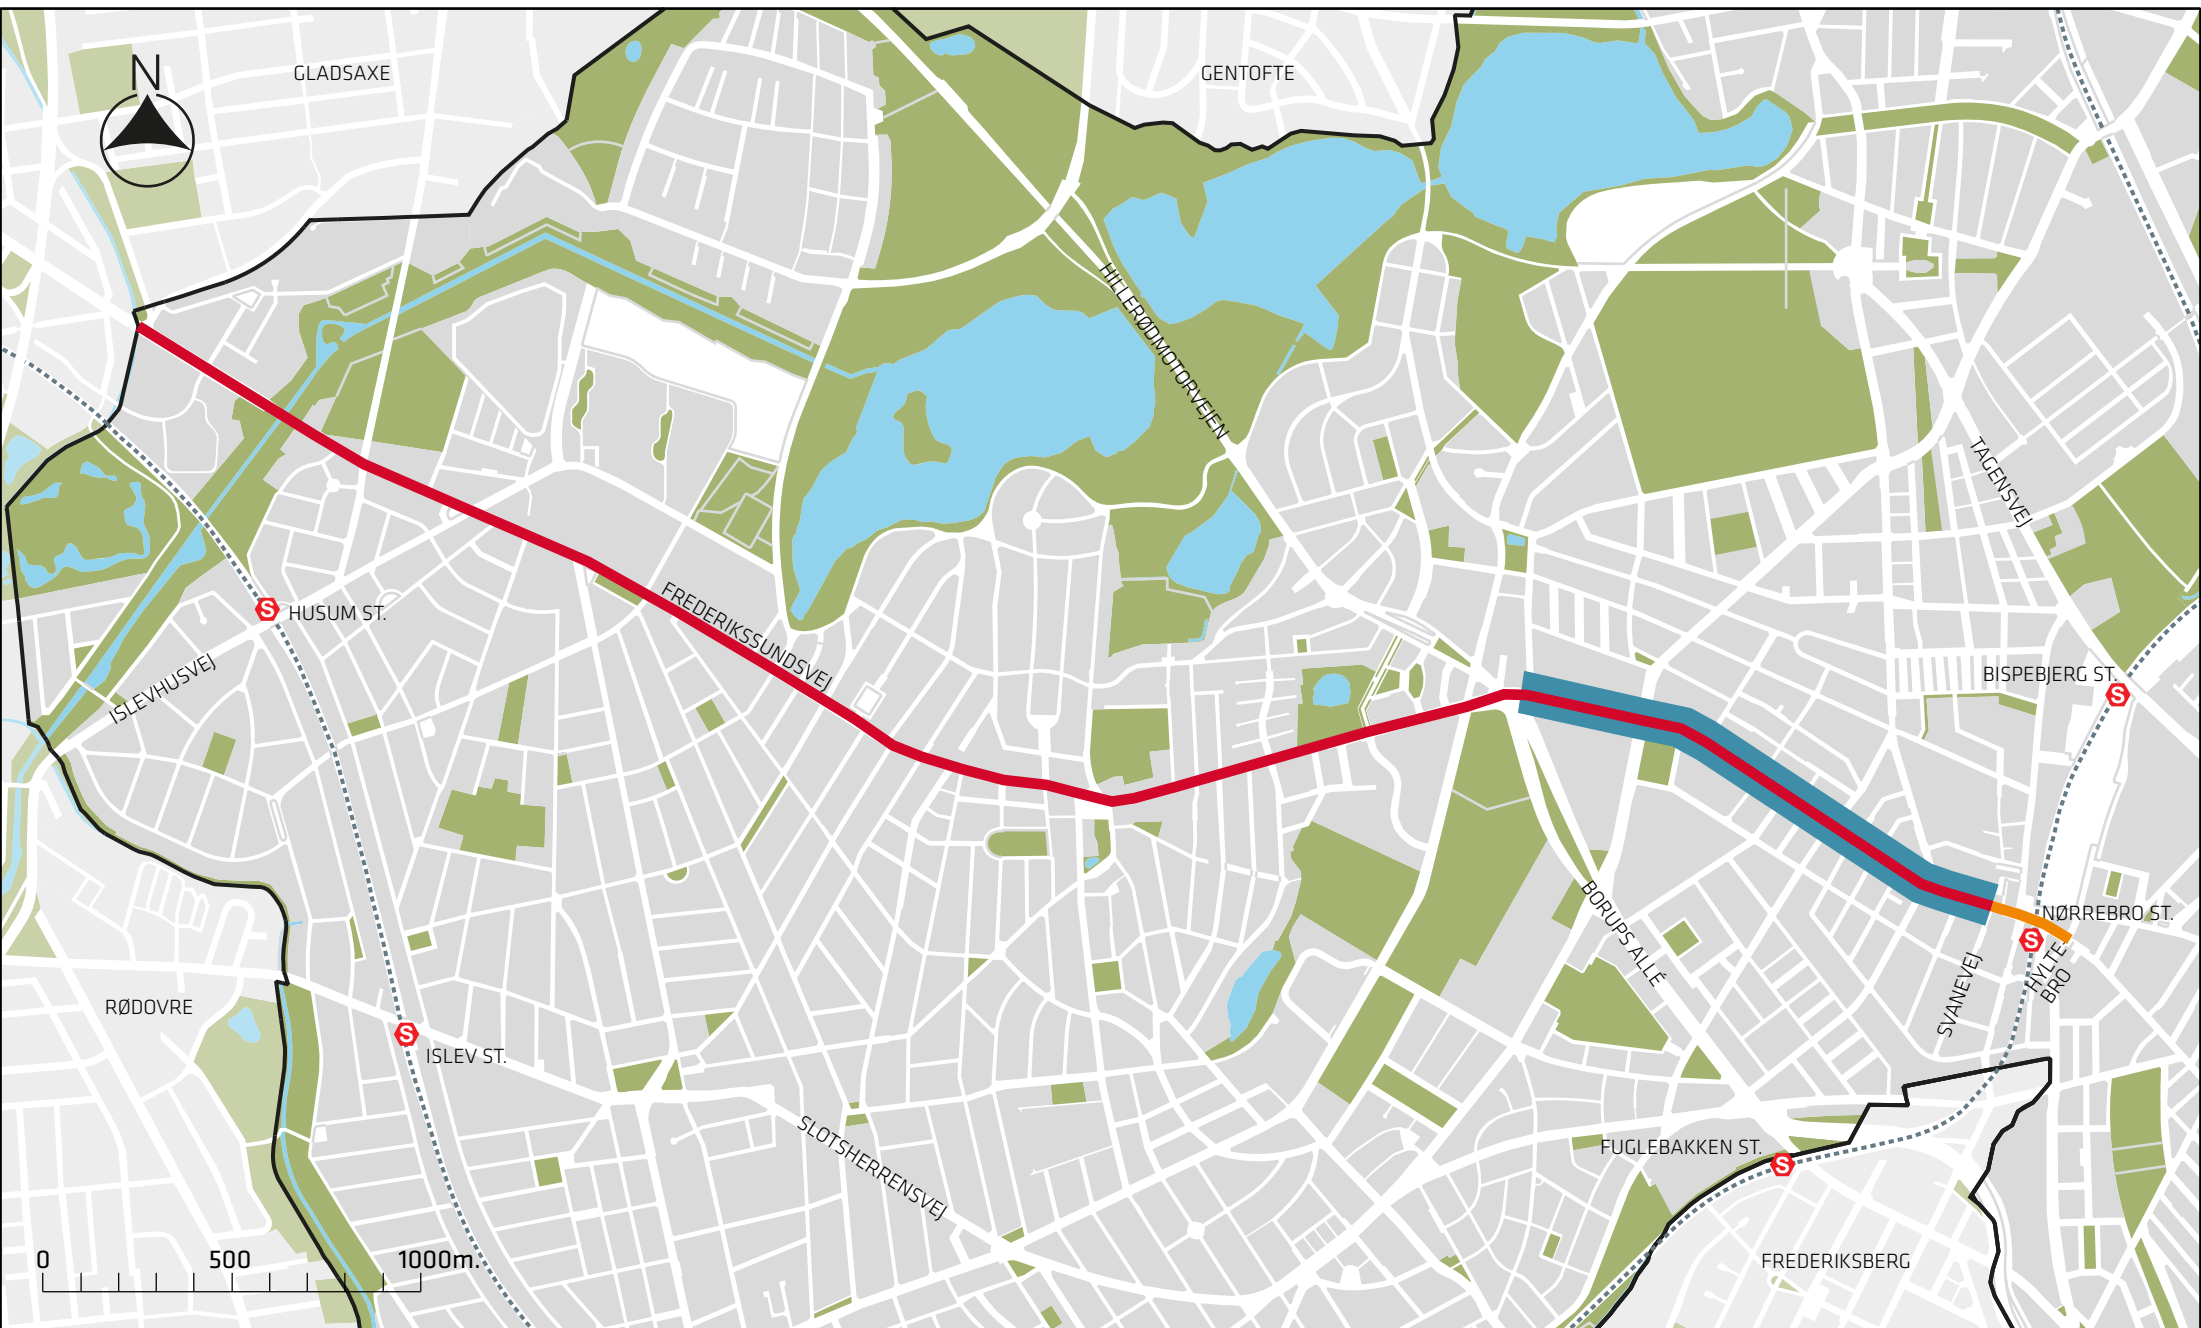 N
GLADSAXE
GENTOFTE
HILLERØDMOTORVEJEN
TAGENSVEJ
FREDERIKSSUNDSVEJ
S
HUSUM ST.
ISLEVHUSVEJ
BISPEBJERG ST.
S
NØRREBRO ST.
S
HYLTE-
BRO
SVANEVEJ
BORUPS ALLÉ
RØDOVRE
S
ISLEV ST.
SLOTSHERRENSVEJ
FUGLEBAKKEN ST.
S
FREDERIKSBERG
0 500 1000m.